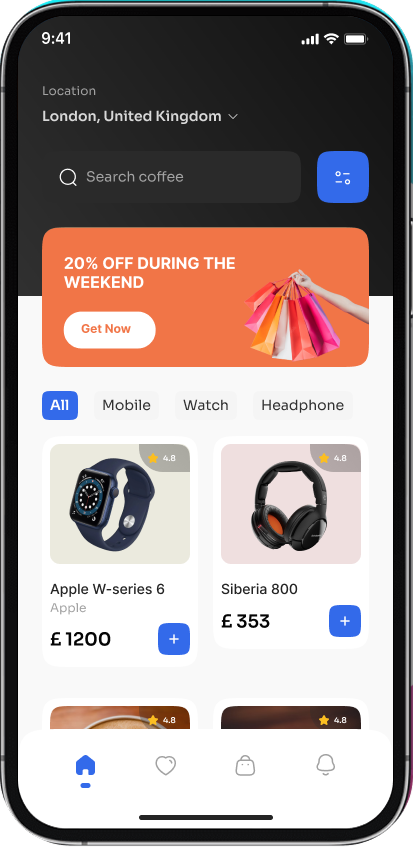 9:41
Location
London, United Kingdom
Search coffee
20% OFF DURING THE
WEEKEND
Get Now
All Mobile Watch Headphone
4.8 4.8
Apple W-series 6 Siberia 800
Apple
£ 1200 £ 353
4.8 4.8